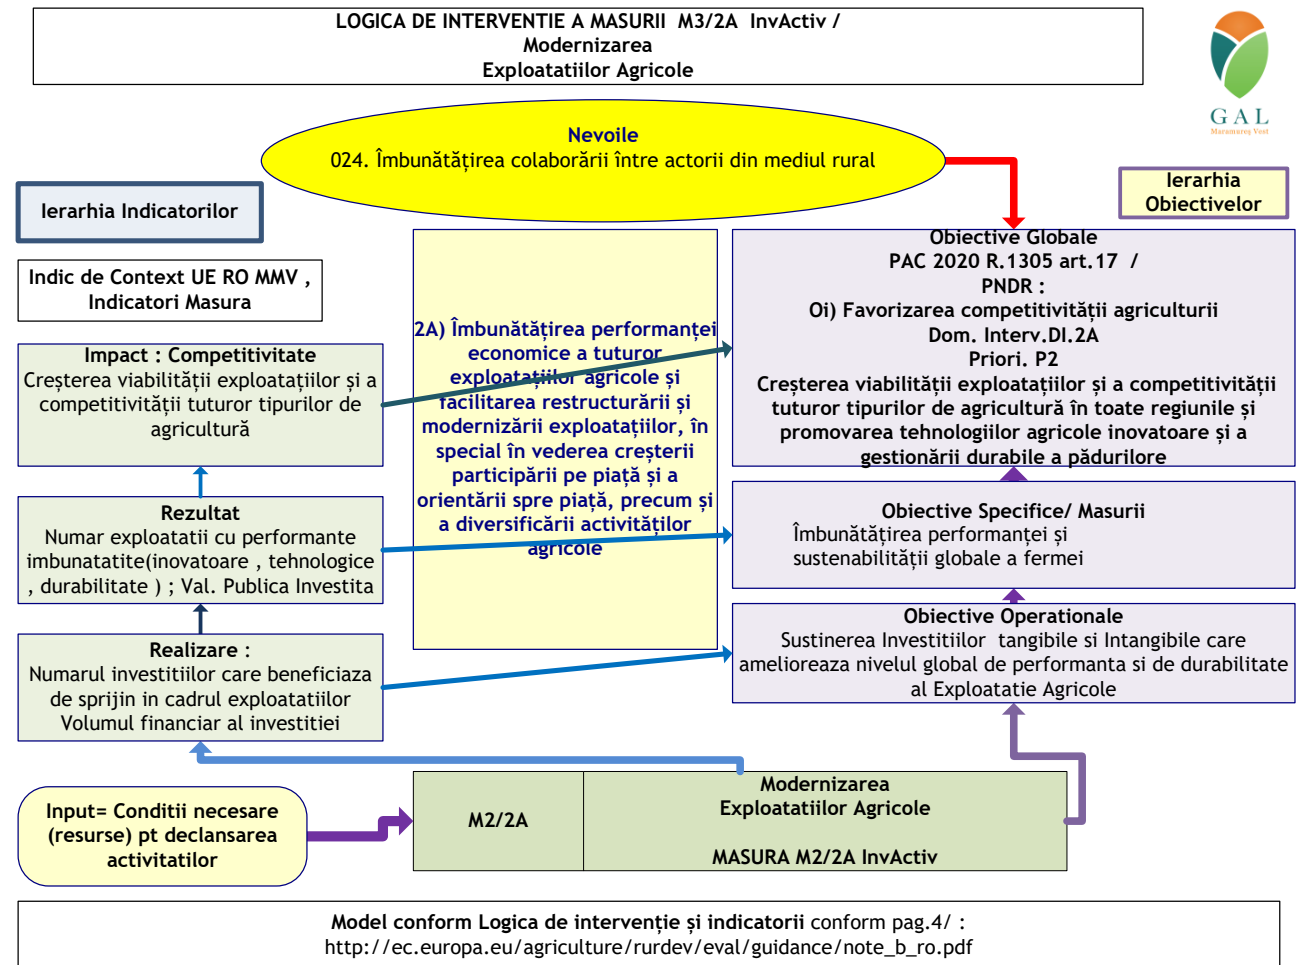 LOGICA DE INTERVENTIE A MASURII M3/2A InvActiv /
Modernizarea
Exploatatiilor Agricole
G A L
Maramureș Vest
Nevoile
024. Îmbunătățirea colaborării între actorii din mediul rural
Ierarhia Indicatorilor
Ierarhia
Obiectivelor
Indic de Context UE RO MMV ,
Indicatori Masura
Impact : Competitivitate
Creșterea viabilității exploatațiilor și a
competitivității tuturor tipurilor de
agricultură
Rezultat
Numar exploatatii cu performante
imbunatatite(inovatoare , tehnologice
, durabilitate ) ; Val. Publica Investita
Realizare :
Numarul investitiilor care beneficiaza
de sprijin in cadrul exploatatiilor
Volumul financiar al investitiei
2A) Îmbunătățirea performanței
economice a tuturor
exploatațiilor agricole și
facilitarea restructurării și
modernizării exploatațiilor, în
special în vederea creșterii
participării pe piață și a
orientării spre piață, precum și
a diversificării activităților
agricole
Obiective Globale
PAC 2020 R.1305 art.17 /
PNDR :
Oi) Favorizarea competitivității agriculturii
Dom. Interv.DI.2A
Priori. P2
Creșterea viabilității exploatațiilor și a competitivității
tuturor tipurilor de agricultură în toate regiunile și
promovarea tehnologiilor agricole inovatoare și a
gestionării durabile a pădurilore
Obiective Specifice/ Masurii
Îmbunătățirea performanței și
sustenabilității globale a fermei
Obiective Operationale
Sustinerea Investitiilor tangibile si Intangibile care
amelioreaza nivelul global de performanta si de durabilitate
al Exploatatie Agricole
Input= Conditii necesare
(resurse) pt declansarea
activitatilor
M2/2A
Modernizarea
Exploatatiilor Agricole
MASURA M2/2A InvActiv
Model conform Logica de intervenție și indicatorii conform pag.4/ :
http://ec.europa.eu/agriculture/rurdev/eval/guidance/note_b_ro.pdf